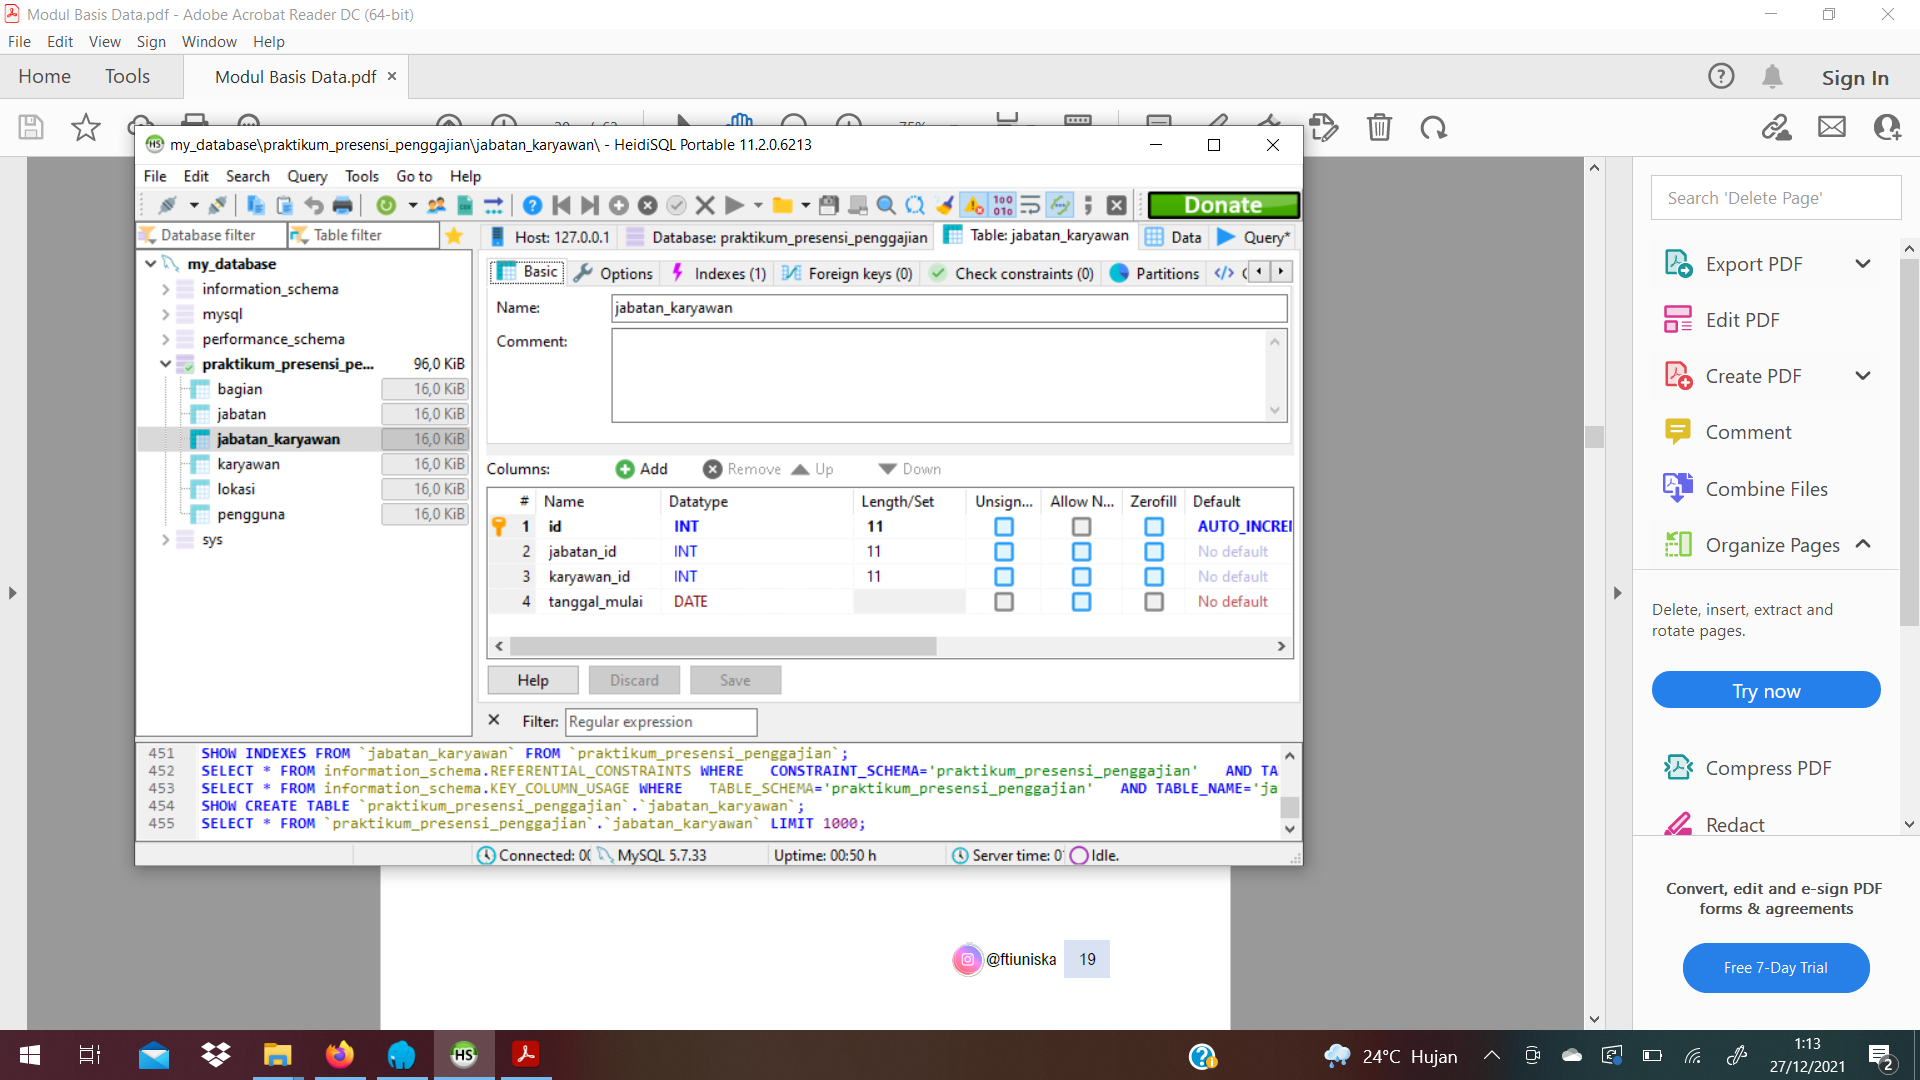 Modul Basis Data.pdf - Adobe Acrobat Reader DC (64-bit)
File Edit View Sign Window Help
Home Tools Modul Basis Data.pdf × Sign In
my_database\praktikum_presensi_penggajian\jabatan_karyawan\ - HeidiSQL Portable 11.2.0.6213
File Edit Search Query Tools Go to Help
Donate
Database filter Table filter
Host: 127.0.0.1 Database: praktikum_presensi_penggajian Table: jabatan_karyawan Data Query*
Basic Options Indexes (1) Foreign keys (0) Check constraints (0) Partitions
my_database
information_schema
mysql
performance_schema
praktikum_presensi_pe... 96,0 KiB
bagian 16,0 KiB
jabatan 16,0 KiB
jabatan_karyawan 16,0 KiB
karyawan 16,0 KiB
lokasi 16,0 KiB
pengguna 16,0 KiB
sys
Name: jabatan_karyawan
Comment:
Columns: Add Remove Up Down
# Name Datatype Length/Set Unsign... Allow N... Zerofill Default
1 id INT 11 AUTO_INCRE
2 jabatan_id INT 11 No default
3 karyawan_id INT 11 No default
4 tanggal_mulai DATE No default
Help Discard Save
Filter: Regular expression
451 SHOW INDEXES FROM `jabatan_karyawan` FROM `praktikum_presensi_penggajian`;
452 SELECT * FROM information_schema.REFERENTIAL_CONSTRAINTS WHERE CONSTRAINT_SCHEMA='praktikum_presensi_penggajian' AND TA
453 SELECT * FROM information_schema.KEY_COLUMN_USAGE WHERE TABLE_SCHEMA='praktikum_presensi_penggajian' AND TABLE_NAME='ja
454 SHOW CREATE TABLE `praktikum_presensi_penggajian`.`jabatan_karyawan`;
455 SELECT * FROM `praktikum_presensi_penggajian`.`jabatan_karyawan` LIMIT 1000;
Connected: 00 MySQL 5.7.33 Uptime: 00:50 h Server time: 0 Idle.
@ftiuniska 19
Search 'Delete Page'
Export PDF
Edit PDF
Create PDF
Comment
Combine Files
Organize Pages
Delete, insert, extract and
rotate pages.
Try now
Compress PDF
Redact
Convert, edit and e-sign PDF
forms & agreements
Free 7-Day Trial
24°C Hujan
1:13
27/12/2021
2